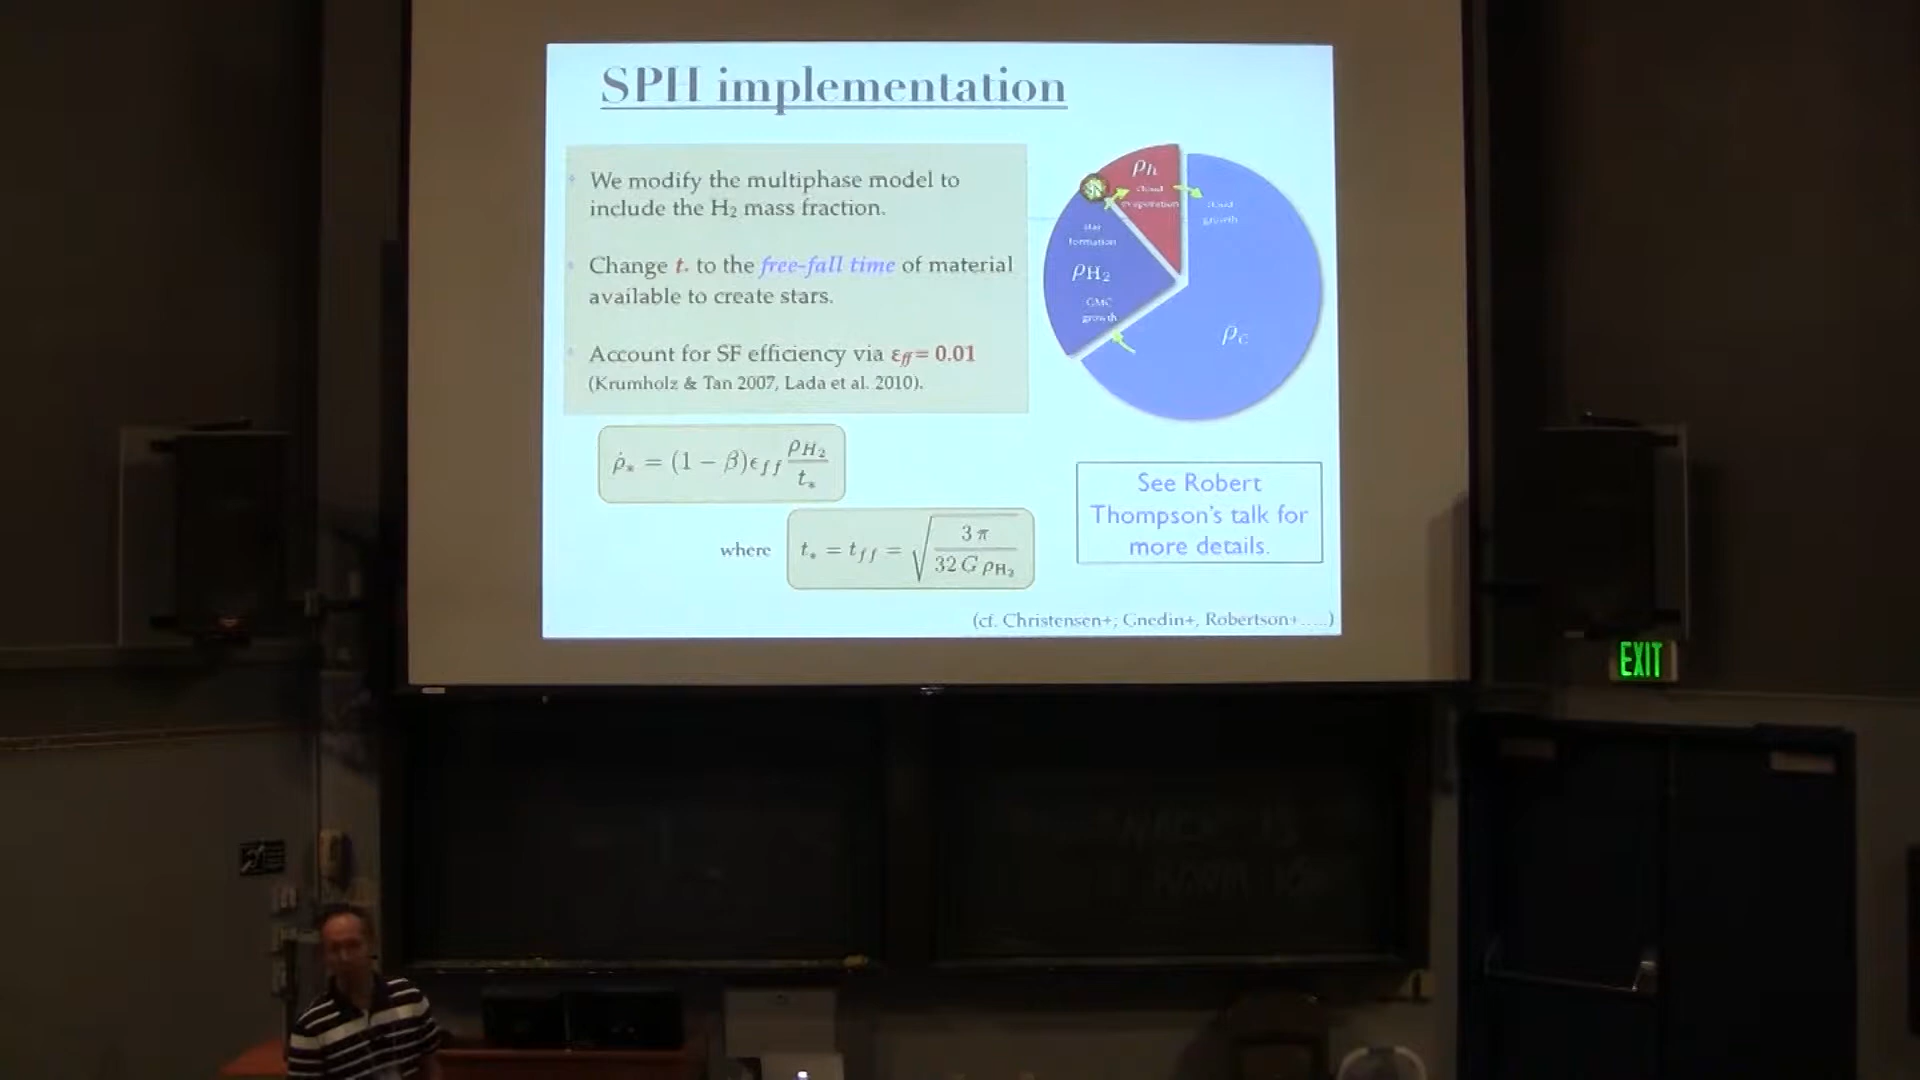 SPH implementation
We modify the multiphase model to
include the H₂ mass fraction.
Change t* to the free-fall time of material
available to create stars.
Account for SF efficiency via εff = 0.01
(Krumholz & Tan 2007, Lada et al. 2010).
ρ̇* = (1 − β)ϵff ρH₂ / t*
where
t* = tff = √(3 π / 32 G ρH₂)
ρh
cloud
evaporation
cloud
growth
star
formation
ρH₂
GMC
growth
ρc
See Robert
Thompson's talk for
more details.
(cf. Christensen+; Gnedin+, Robertson+.....)
EXIT